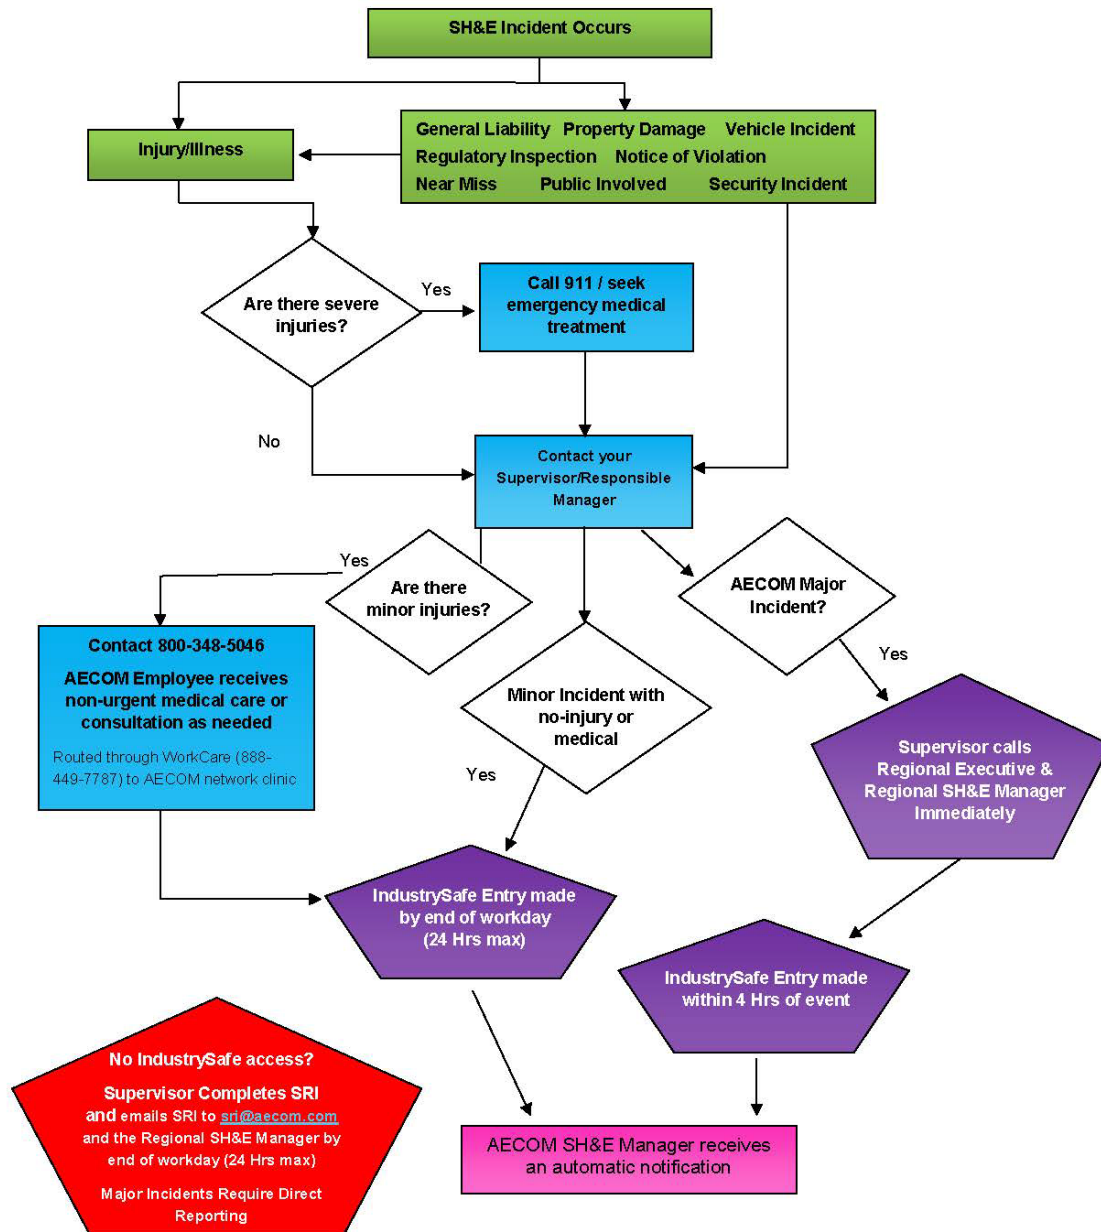 SH&E Incident Occurs
General Liability Property Damage Vehicle Incident
Regulatory Inspection Notice of Violation
Near Miss Public Involved Security Incident
Injury/Illness
Are there severe
injuries?
Yes
Call 911 / seek
emergency medical
treatment
No
Contact your
Supervisor/Responsible
Manager
Yes
Are there
minor injuries?
AECOM Major
Incident?
Yes
Contact 800-348-5046
AECOM Employee receives
non-urgent medical care or
consultation as needed
Routed through WorkCare (888-
449-7787) to AECOM network clinic
Minor Incident with
no-injury or
medical
Yes
Supervisor calls
Regional Executive &
Regional SH&E Manager
Immediately
IndustrySafe Entry made
by end of workday
(24 Hrs max)
IndustrySafe Entry made
within 4 Hrs of event
No IndustrySafe access?
Supervisor Completes SRI
and emails SRI to sri@aecom.com
and the Regional SH&E Manager by
end of workday (24 Hrs max)
Major Incidents Require Direct
Reporting
AECOM SH&E Manager receives
an automatic notification